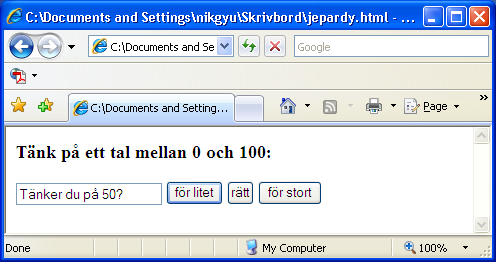 C:\Documents and Settings\nikgyu\Skrivbord\jepardy.html - ...
C:\Documents and Se
Google
C:\Documents and Setting...
Page
Tänk på ett tal mellan 0 och 100:
Tänker du på 50? för litet rätt för stort
Done My Computer 100%